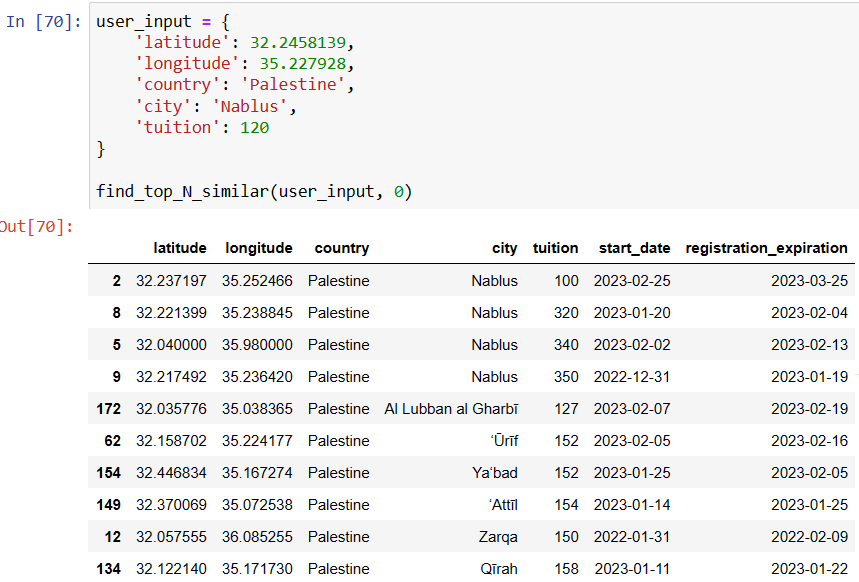 In [70]: user_input = {
    'latitude': 32.2458139,
    'longitude': 35.227928,
    'country': 'Palestine',
    'city': 'Nablus',
    'tuition': 120
}
find_top_N_similar(user_input, 0)
Out[70]:
latitude longitude country city tuition start_date registration_expiration
2 32.237197 35.252466 Palestine Nablus 100 2023-02-25 2023-03-25
8 32.221399 35.238845 Palestine Nablus 320 2023-01-20 2023-02-04
5 32.040000 35.980000 Palestine Nablus 340 2023-02-02 2023-02-13
9 32.217492 35.236420 Palestine Nablus 350 2022-12-31 2023-01-19
172 32.035776 35.038365 Palestine Al Lubban al Gharbī 127 2023-02-07 2023-02-19
62 32.158702 35.224177 Palestine ‘Ūrīf 152 2023-02-05 2023-02-16
154 32.446834 35.167274 Palestine Ya‘bad 152 2023-01-25 2023-02-05
149 32.370069 35.072538 Palestine ‘Attīl 154 2023-01-14 2023-01-25
12 32.057555 36.085255 Palestine Zarqa 150 2022-01-31 2022-02-09
134 32.122140 35.171730 Palestine Qīrah 158 2023-01-11 2023-01-22